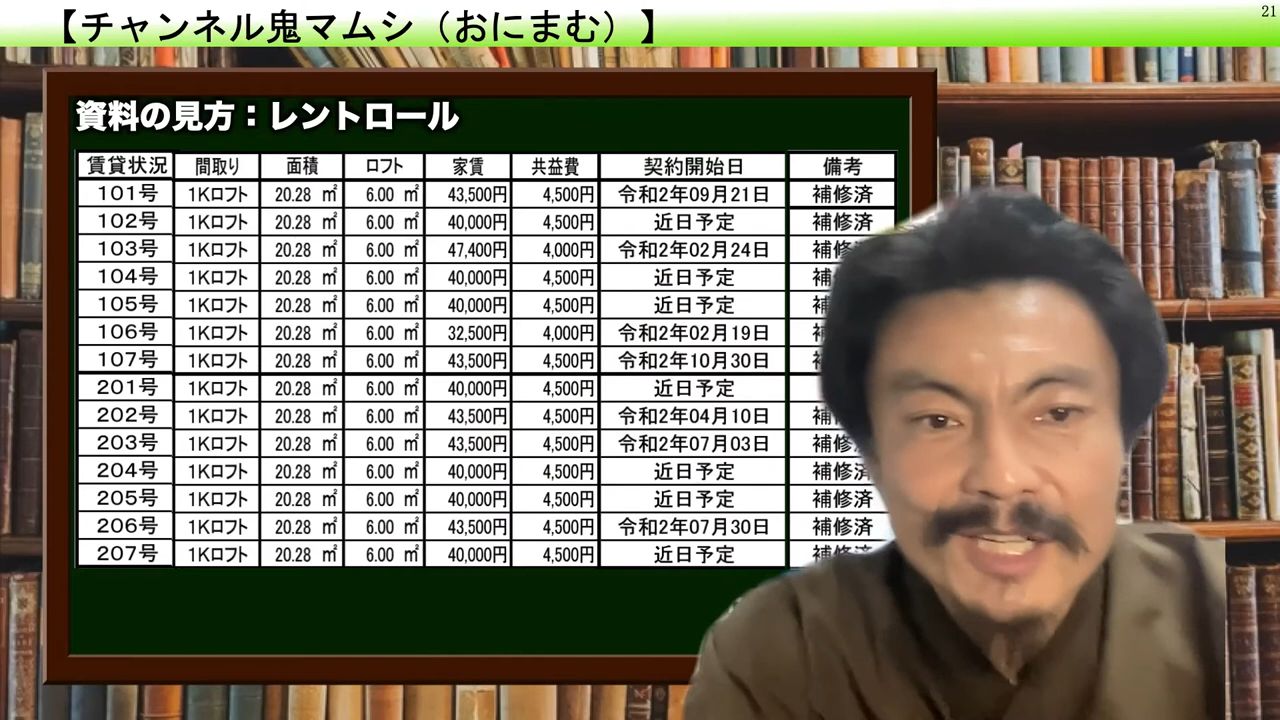 【チャンネル鬼マムシ（おにまむ）】
21
資料の見方：レントロール
賃貸状況 間取り 面積 ロフト 家賃 共益費 契約開始日 備考
101号 1Kロフト 20.28 ㎡ 6.00 ㎡ 43,500円 4,500円 令和2年09月21日 補修済
102号 1Kロフト 20.28 ㎡ 6.00 ㎡ 40,000円 4,500円 近日予定 補修済
103号 1Kロフト 20.28 ㎡ 6.00 ㎡ 47,400円 4,000円 令和2年02月24日 補修
104号 1Kロフト 20.28 ㎡ 6.00 ㎡ 40,000円 4,500円 近日予定 補
105号 1Kロフト 20.28 ㎡ 6.00 ㎡ 40,000円 4,500円 近日予定 補
106号 1Kロフト 20.28 ㎡ 6.00 ㎡ 32,500円 4,000円 令和2年02月19日 補
107号 1Kロフト 20.28 ㎡ 6.00 ㎡ 43,500円 4,500円 令和2年10月30日
201号 1Kロフト 20.28 ㎡ 6.00 ㎡ 40,000円 4,500円 近日予定
202号 1Kロフト 20.28 ㎡ 6.00 ㎡ 43,500円 4,500円 令和2年04月10日 補修
203号 1Kロフト 20.28 ㎡ 6.00 ㎡ 43,500円 4,500円 令和2年07月03日 補修
204号 1Kロフト 20.28 ㎡ 6.00 ㎡ 40,000円 4,500円 近日予定 補修済
205号 1Kロフト 20.28 ㎡ 6.00 ㎡ 40,000円 4,500円 近日予定 補修済
206号 1Kロフト 20.28 ㎡ 6.00 ㎡ 43,500円 4,500円 令和2年07月30日 補修済
207号 1Kロフト 20.28 ㎡ 6.00 ㎡ 40,000円 4,500円 近日予定 補修済